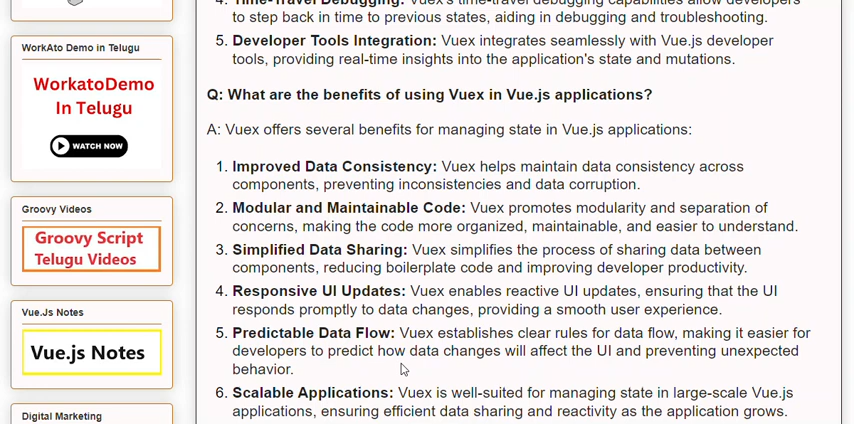 WorkAto Demo in Telugu
WorkatoDemo
In Telugu
WATCH NOW
Groovy Videos
Groovy Script
Telugu Videos
Vue.Js Notes
Vue.js Notes
Digital Marketing
4. Time-Travel Debugging: Vuex's time-travel debugging capabilities allow developers
to step back in time to previous states, aiding in debugging and troubleshooting.
5. Developer Tools Integration: Vuex integrates seamlessly with Vue.js developer
tools, providing real-time insights into the application's state and mutations.
Q: What are the benefits of using Vuex in Vue.js applications?
A: Vuex offers several benefits for managing state in Vue.js applications:
1. Improved Data Consistency: Vuex helps maintain data consistency across
components, preventing inconsistencies and data corruption.
2. Modular and Maintainable Code: Vuex promotes modularity and separation of
concerns, making the code more organized, maintainable, and easier to understand.
3. Simplified Data Sharing: Vuex simplifies the process of sharing data between
components, reducing boilerplate code and improving developer productivity.
4. Responsive UI Updates: Vuex enables reactive UI updates, ensuring that the UI
responds promptly to data changes, providing a smooth user experience.
5. Predictable Data Flow: Vuex establishes clear rules for data flow, making it easier for
developers to predict how data changes will affect the UI and preventing unexpected
behavior.
6. Scalable Applications: Vuex is well-suited for managing state in large-scale Vue.js
applications, ensuring efficient data sharing and reactivity as the application grows.